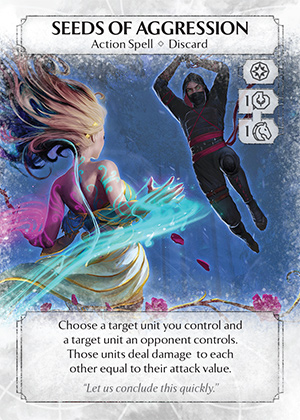 SEEDS OF AGGRESSION
Action Spell ⟡ Discard
1
1
Choose a target unit you control and
a target unit an opponent controls.
Those units deal damage to each
other equal to their attack value.
"Let us conclude this quickly."